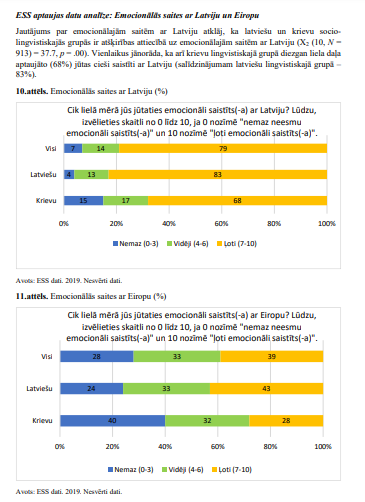 ESS aptaujas datu analīze: Emocionālās saites ar Latviju un Eiropu
Jautājums par emocionālajām saitēm ar Latviju atklāj, ka latviešu un krievu socio-
lingvistiskajās grupās ir atšķirības attiecībā uz emocionālajām saitēm ar Latviju (X₂ (10, N =
913) = 37.7, p = .00). Vienlaikus jānorāda, ka arī krievu lingvistiskajā grupā diezgan liela daļa
aptaujāto (68%) jūtas cieši saistīti ar Latviju (salīdzinājumam latviešu lingvistiskajā grupā –
83%).
10.attēls. Emocionālās saites ar Latviju (%)
Cik lielā mērā jūs jūtaties emocionāli saistīts(-a) ar Latviju? Lūdzu,
izvēlieties skaitli no 0 līdz 10, ja 0 nozīmē "nemaz neesmu
emocionāli saistīts(-a)" un 10 nozīmē "ļoti emocionāli saistīts(-a)".
Visi 7 14 79
Latviešu 4 13 83
Krievu 15 17 68
0% 20% 40% 60% 80% 100%
Nemaz (0-3) Vidēji (4-6) Ļoti (7-10)
Avots: ESS dati. 2019. Nesvērti dati.
11.attēls. Emocionālās saites ar Eiropu (%)
Cik lielā mērā jūs jūtaties emocionāli saistīts(-a) ar Eiropu? Lūdzu,
izvēlieties skaitli no 0 līdz 10, ja 0 nozīmē "nemaz neesmu
emocionāli saistīts(-a)" un 10 nozīmē "ļoti emocionāli saistīts(-a)".
Visi 28 33 39
Latviešu 24 33 43
Krievu 40 32 28
0% 20% 40% 60% 80% 100%
Nemaz (0-3) Vidēji (4-6) Ļoti (7-10)
Avots: ESS dati. 2019. Nesvērti dati.